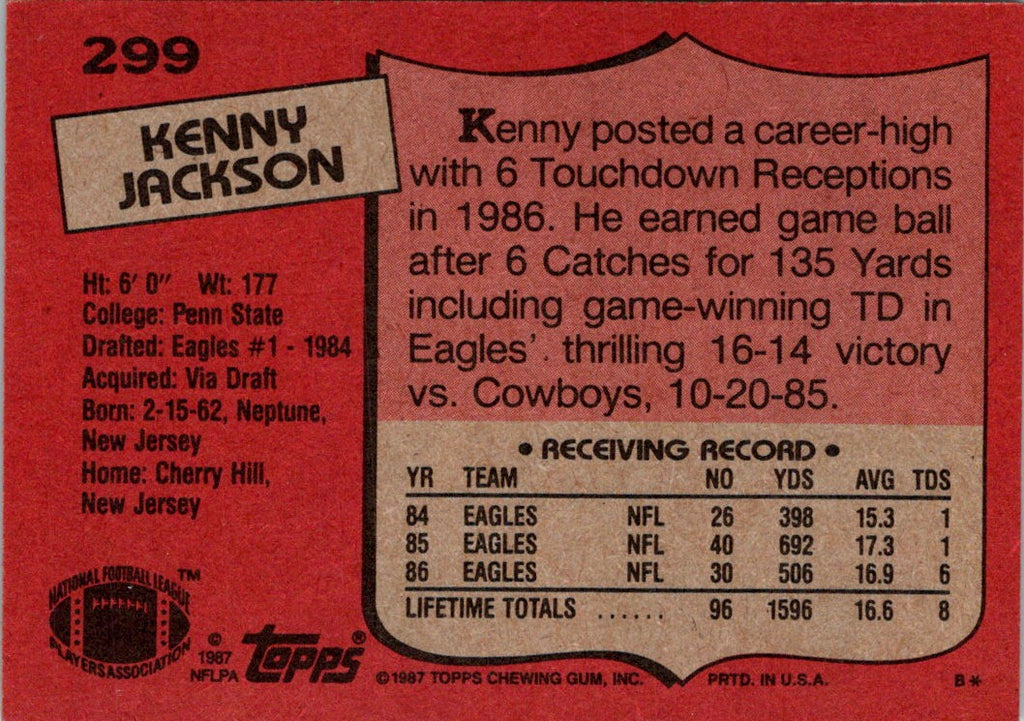 299
KENNY
JACKSON
Ht: 6' 0" Wt: 177
College: Penn State
Drafted: Eagles #1 - 1984
Acquired: Via Draft
Born: 2-15-62, Neptune,
New Jersey
Home: Cherry Hill,
New Jersey
Kenny posted a career-high
with 6 Touchdown Receptions
in 1986. He earned game ball
after 6 Catches for 135 Yards
including game-winning TD in
Eagles' thrilling 16-14 victory
vs. Cowboys, 10-20-85.
• RECEIVING RECORD •
YR TEAM NO YDS AVG TDS
84 EAGLES NFL 26 398 15.3 1
85 EAGLES NFL 40 692 17.3 1
86 EAGLES NFL 30 506 16.9 6
LIFETIME TOTALS ...... 96 1596 16.6 8
NATIONAL FOOTBALL LEAGUE ™
PLAYERS ASSOCIATION
©
1987
NFLPA
Topps®
©1987 TOPPS CHEWING GUM, INC. PRTD. IN U.S.A. B*